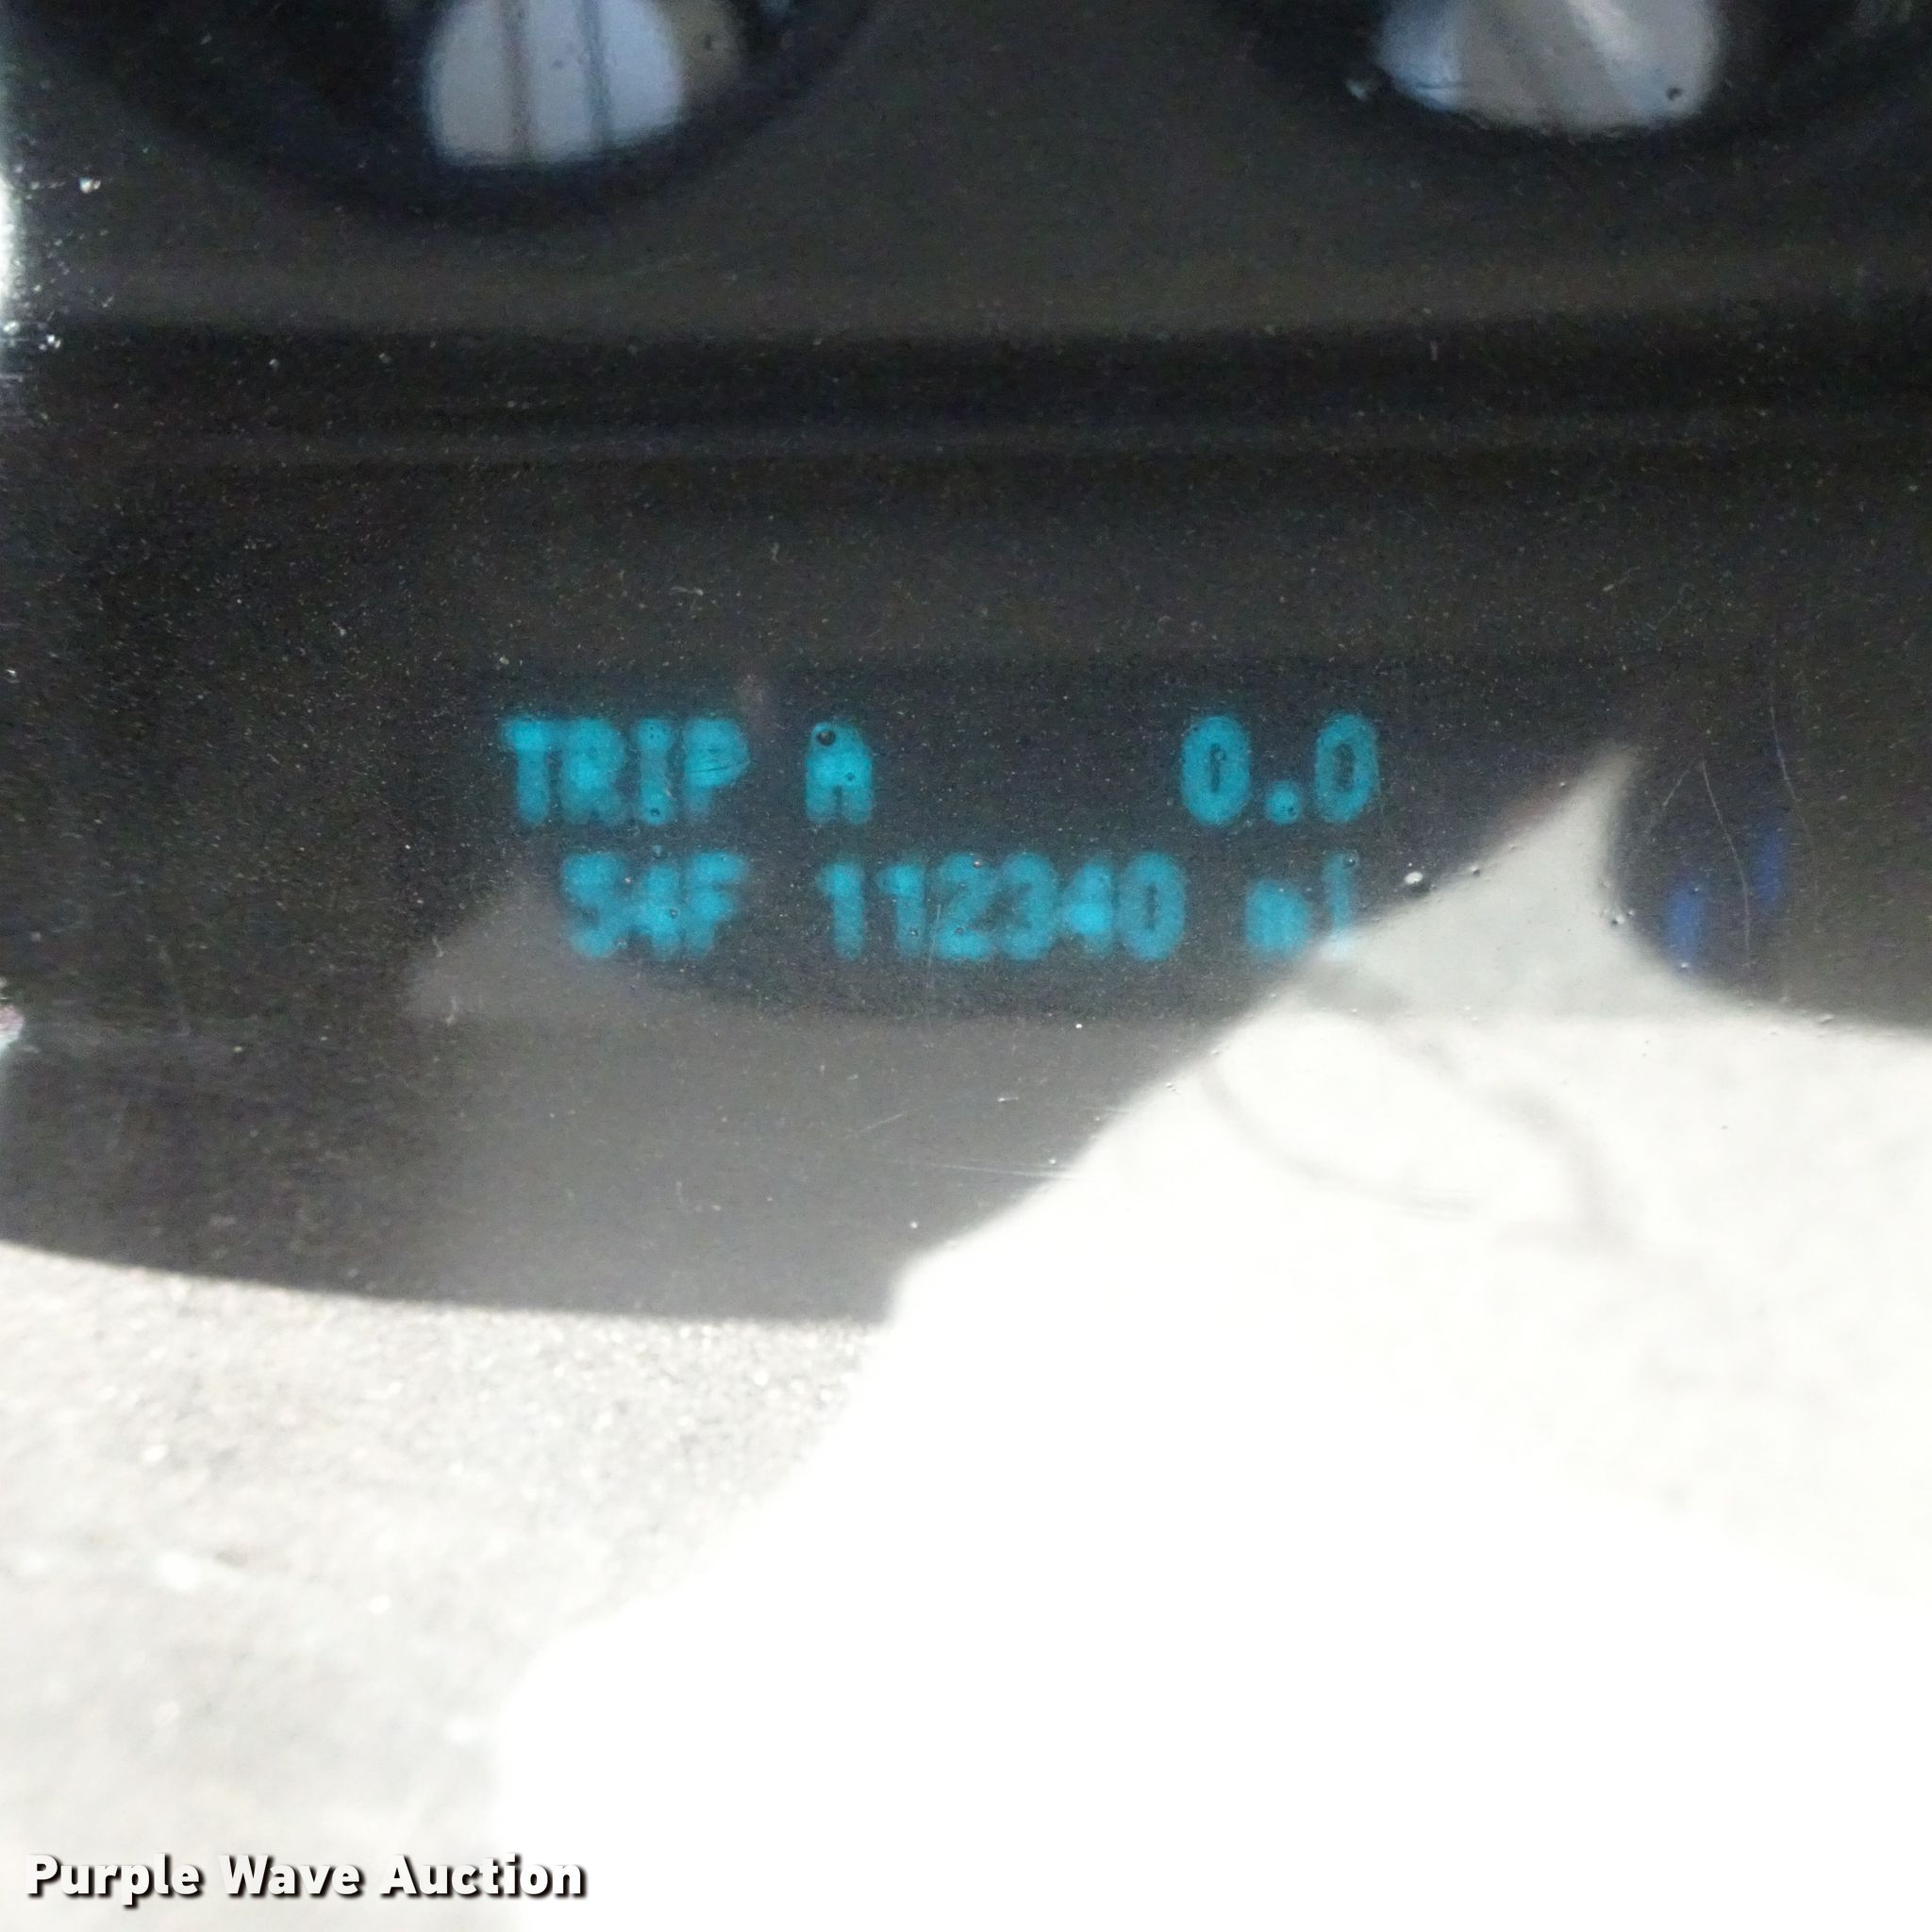 TRIP A 0.0
54F 112340 mi
Purple Wave Auction